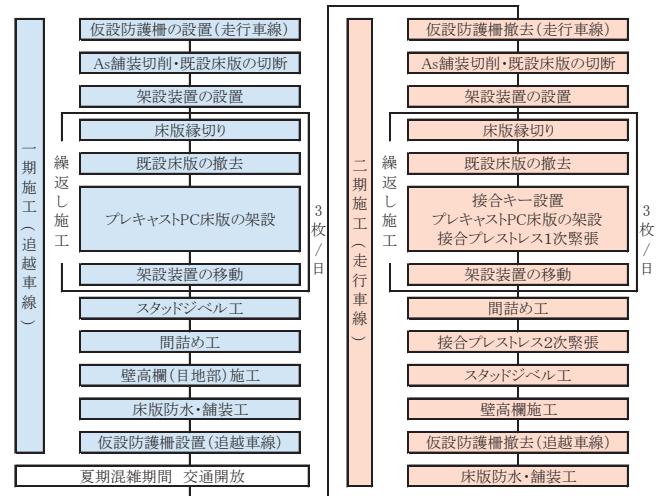 一期施工（追越車線）
仮設防護柵の設置（走行車線）
As舗装切削・既設床版の切断
架設装置の設置
繰返し施工
床版縁切り
既設床版の撤去
プレキャストPC床版の架設
架設装置の移動
3枚/日
スタッドジベル工
間詰め工
壁高欄（目地部）施工
床版防水・舗装工
仮設防護柵設置（追越車線）
夏期混雑期間 交通開放
二期施工（走行車線）
仮設防護柵撤去（走行車線）
As舗装切削・既設床版の切断
架設装置の設置
繰返し施工
床版縁切り
既設床版の撤去
接合キー設置
プレキャストPC床版の架設
接合プレストレス1次緊張
架設装置の移動
3枚/日
間詰め工
接合プレストレス2次緊張
スタッドジベル工
壁高欄施工
仮設防護柵撤去（追越車線）
床版防水・舗装工